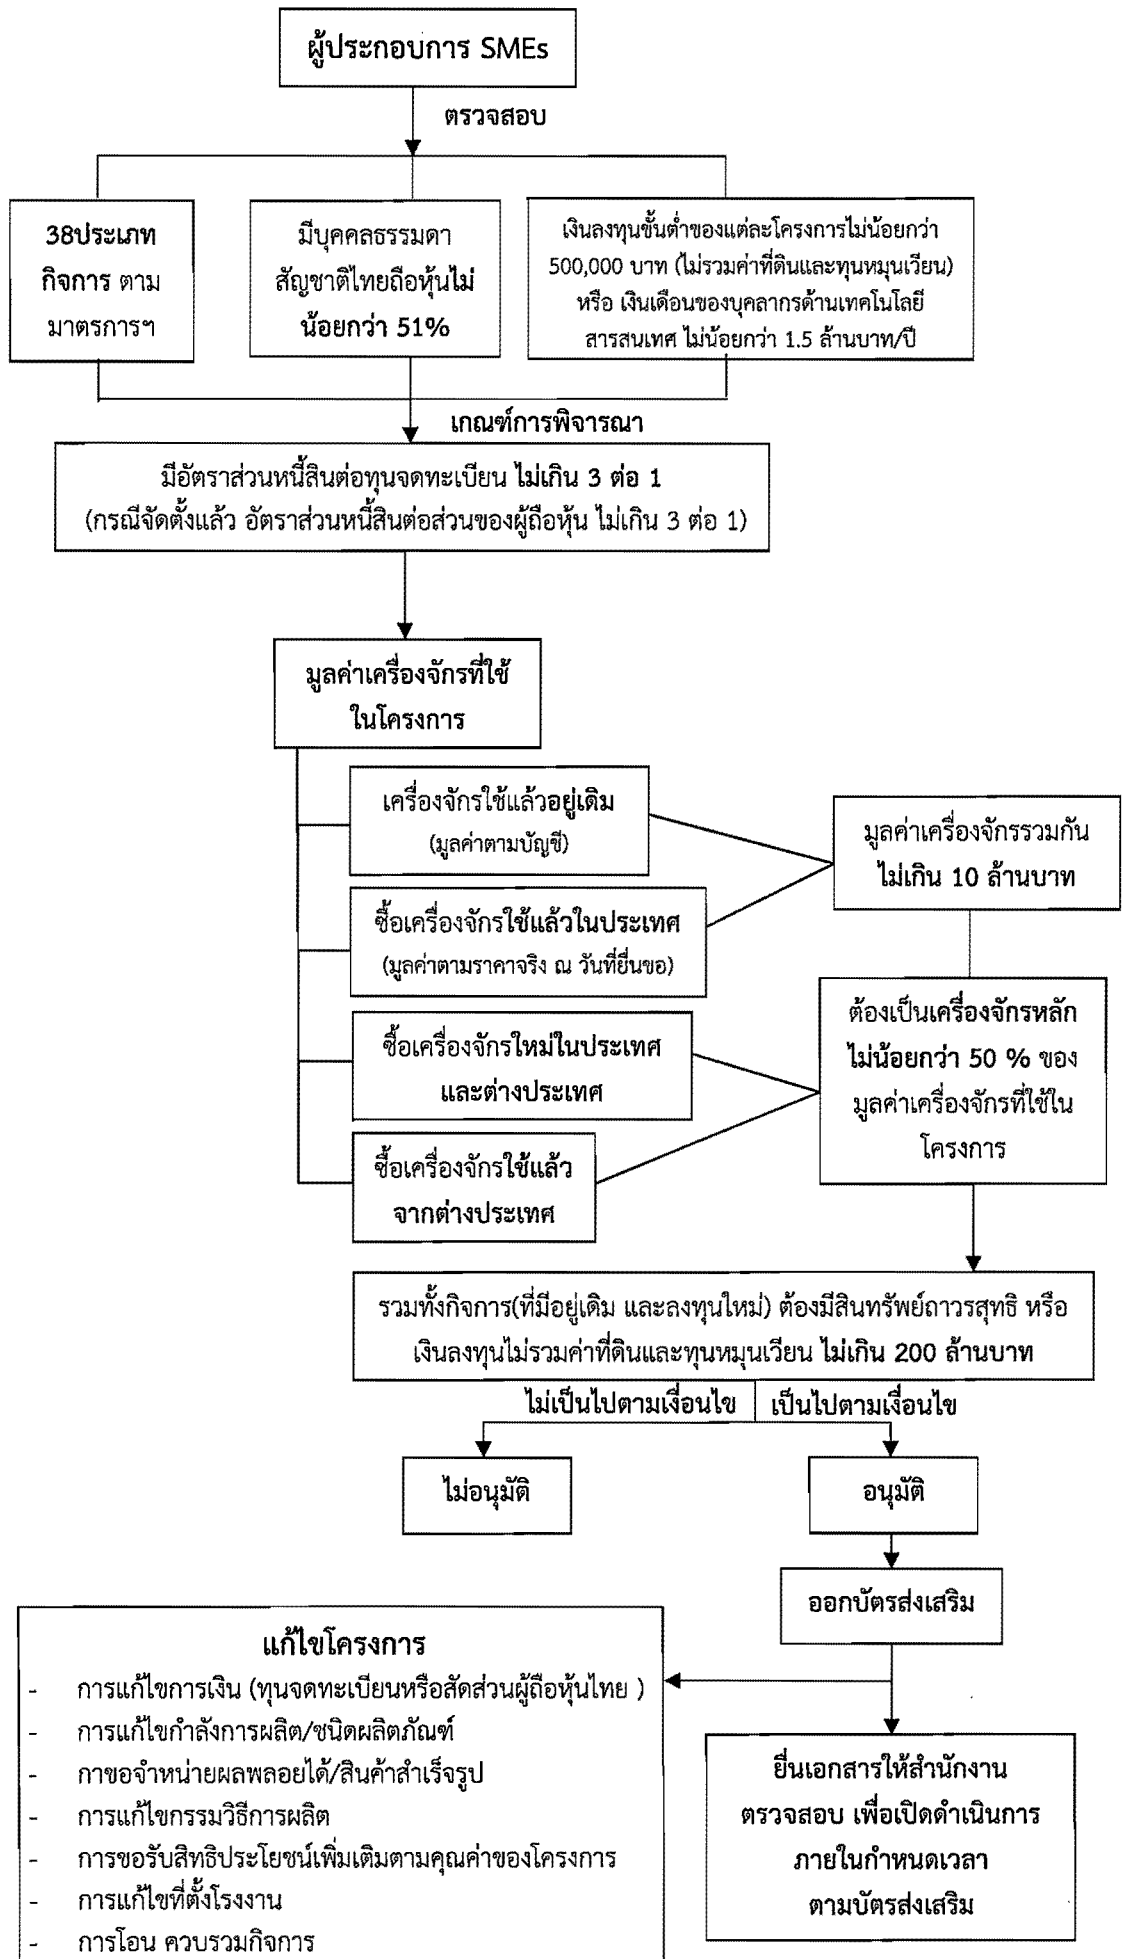 ผู้ประกอบการ SMEs
ตรวจสอบ
38ประเภท
กิจการ ตาม
มาตรการฯ
มีบุคคลธรรมดา
สัญชาติไทยถือหุ้นไม่
น้อยกว่า 51%
เงินลงทุนขั้นต่ำของแต่ละโครงการไม่น้อยกว่า
500,000 บาท (ไม่รวมค่าที่ดินและทุนหมุนเวียน)
หรือ เงินเดือนของบุคลากรด้านเทคโนโลยี
สารสนเทศ ไม่น้อยกว่า 1.5 ล้านบาท/ปี
เกณฑ์การพิจารณา
มีอัตราส่วนหนี้สินต่อทุนจดทะเบียน ไม่เกิน 3 ต่อ 1
(กรณีจัดตั้งแล้ว อัตราส่วนหนี้สินต่อส่วนของผู้ถือหุ้น ไม่เกิน 3 ต่อ 1)
มูลค่าเครื่องจักรที่ใช้
ในโครงการ
เครื่องจักรใช้แล้วอยู่เดิม
(มูลค่าตามบัญชี)
ซื้อเครื่องจักรใช้แล้วในประเทศ
(มูลค่าตามราคาจริง ณ วันที่ยื่นขอ)
ซื้อเครื่องจักรใหม่ในประเทศ
และต่างประเทศ
ซื้อเครื่องจักรใช้แล้ว
จากต่างประเทศ
มูลค่าเครื่องจักรรวมกัน
ไม่เกิน 10 ล้านบาท
ต้องเป็นเครื่องจักรหลัก
ไม่น้อยกว่า 50 % ของ
มูลค่าเครื่องจักรที่ใช้ใน
โครงการ
รวมทั้งกิจการ(ที่มีอยู่เดิม และลงทุนใหม่) ต้องมีสินทรัพย์ถาวรสุทธิ หรือ
เงินลงทุนไม่รวมค่าที่ดินและทุนหมุนเวียน ไม่เกิน 200 ล้านบาท
ไม่เป็นไปตามเงื่อนไข
เป็นไปตามเงื่อนไข
ไม่อนุมัติ
อนุมัติ
ออกบัตรส่งเสริม
แก้ไขโครงการ
- การแก้ไขการเงิน (ทุนจดทะเบียนหรือสัดส่วนผู้ถือหุ้นไทย )
- การแก้ไขกำลังการผลิต/ชนิดผลิตภัณฑ์
- กาขอจำหน่ายผลพลอยได้/สินค้าสำเร็จรูป
- การแก้ไขกรรมวิธีการผลิต
- การขอรับสิทธิประโยชน์เพิ่มเติมตามคุณค่าของโครงการ
- การแก้ไขที่ตั้งโรงงาน
- การโอน ควบรวมกิจการ
ยื่นเอกสารให้สำนักงาน
ตรวจสอบ เพื่อเปิดดำเนินการ
ภายในกำหนดเวลา
ตามบัตรส่งเสริม